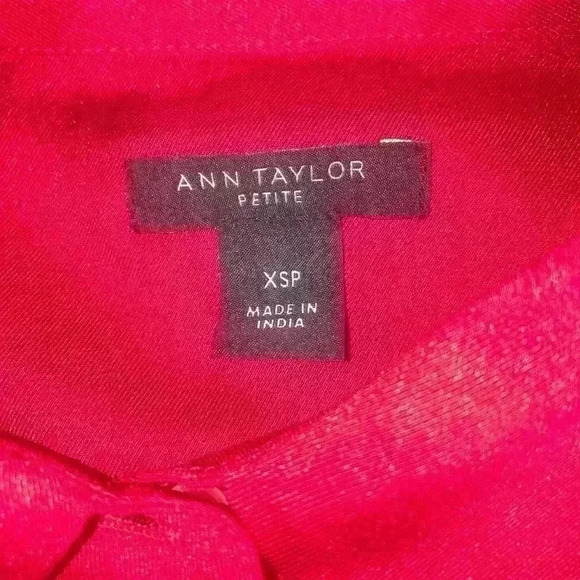 ANN TAYLOR
PETITE
XSP
MADE IN
INDIA